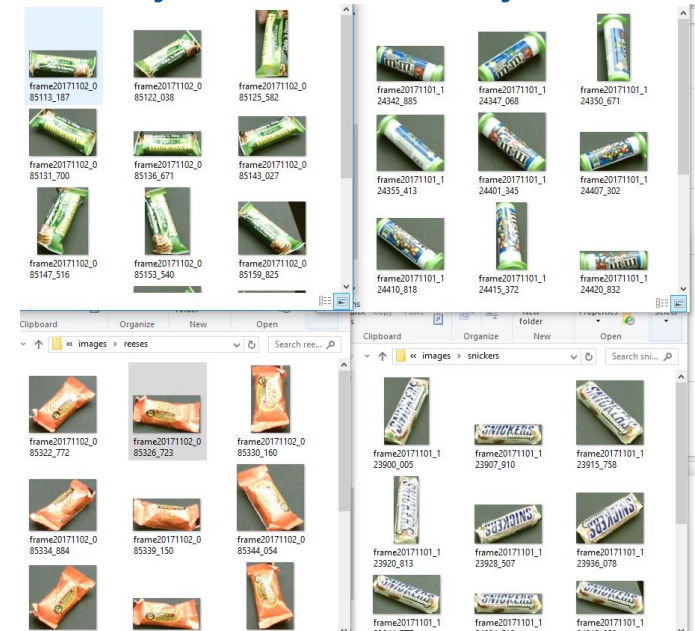 frame20171102_0
85113_187
frame20171102_0
85122_038
frame20171102_0
85125_582
frame20171102_0
85131_700
frame20171102_0
85136_671
frame20171102_0
85143_027
frame20171102_0
85147_516
frame20171102_0
85153_540
frame20171102_0
85159_825
frame20171101_1
24342_885
frame20171101_1
24347_068
frame20171101_1
24350_671
frame20171101_1
24355_413
frame20171101_1
24401_345
frame20171101_1
24407_302
frame20171101_1
24410_818
frame20171101_1
24415_372
frame20171101_1
24420_832
Clipboard Organize New Open
« images › reeses
Search ree...
frame20171102_0
85322_772
frame20171102_0
85326_723
frame20171102_0
85330_160
frame20171102_0
85334_884
frame20171102_0
85339_150
frame20171102_0
85344_054
folder
Clipboard Organize New Open
« images › snickers
Search sni...
frame20171101_1
23900_005
frame20171101_1
23907_910
frame20171101_1
23915_758
frame20171101_1
23920_813
frame20171101_1
23928_507
frame20171101_1
23936_078
SNICKERS
frame20171101_1
frame20171101_1
frame20171101_1